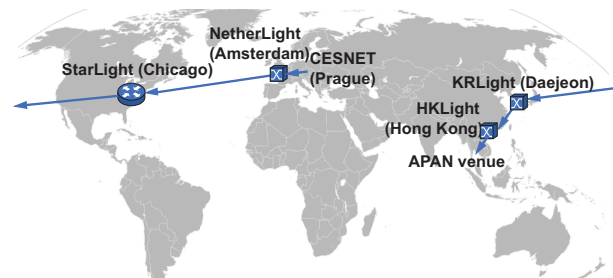 NetherLight
(Amsterdam)
CESNET
(Prague)
StarLight (Chicago)
KRLight (Daejeon)
HKLight
(Hong Kong)
APAN venue